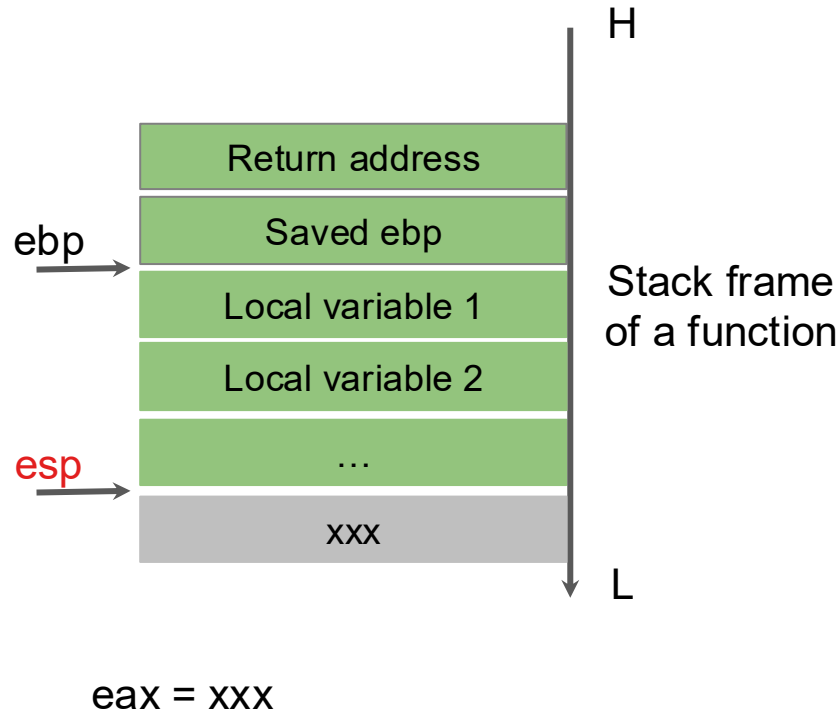 H
Return address
Saved ebp
ebp
Local variable 1
Stack frame
of a function
Local variable 2
...
esp
xxx
L
eax = xxx